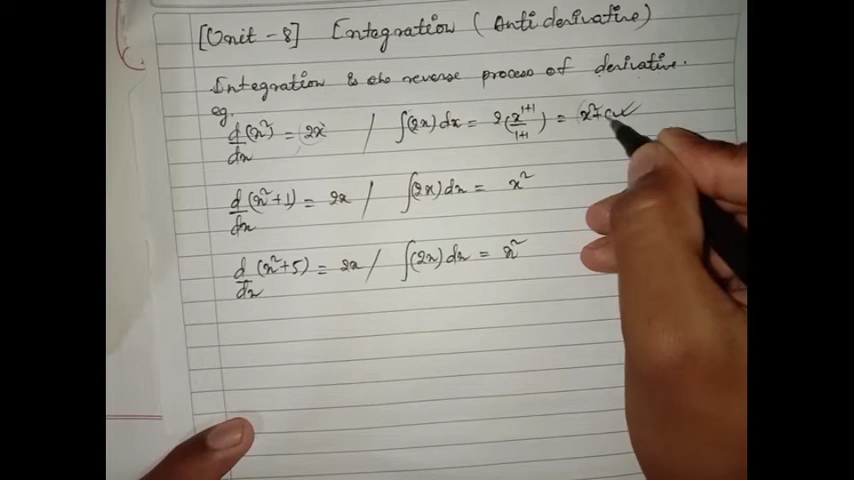 [Unit - 8] Integration (Anti derivative)
Integration is the reverse process of derivative.
eg.
d/dx (x²) = 2x / ∫(2x) dx = 2(x^(1+1)/(1+1)) = x² + c
d/dx (x²+1) = 2x / ∫(2x) dx = x²
d/dx (x²+5) = 2x / ∫(2x) dx = x²